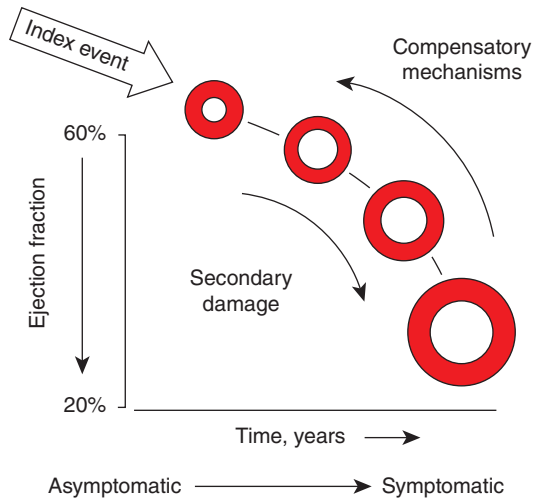 Index event
Compensatory
mechanisms
60%
Ejection fraction
Secondary
damage
20%
Time, years
Asymptomatic
Symptomatic